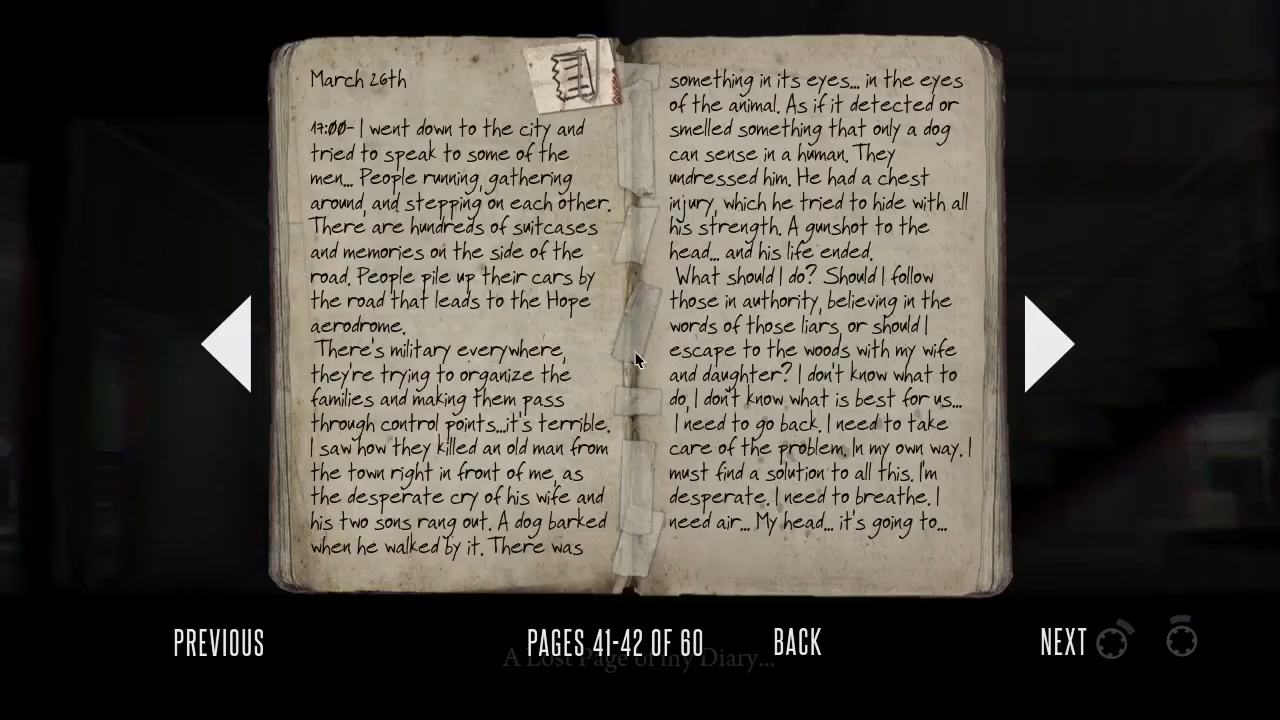 March 26th
17:00- I went down to the city and
tried to speak to some of the
men... People running, gathering
around, and stepping on each other.
There are hundreds of suitcases
and memories on the side of the
road. People pile up their cars by
the road that leads to the Hope
aerodrome.
There's military everywhere,
they're trying to organize the
families and making them pass
through control points...it's terrible.
I saw how they killed an old man from
the town right in front of me, as
the desperate cry of his wife and
his two sons rang out. A dog barked
when he walked by it. There was
something in its eyes... in the eyes
of the animal. As if it detected or
smelled something that only a dog
can sense in a human. They
undressed him. He had a chest
injury, which he tried to hide with all
his strength. A gunshot to the
head... and his life ended.
What should I do? Should I follow
those in authority, believing in the
words of those liars, or should I
escape to the woods with my wife
and daughter? I don't know what to
do, I don't know what is best for us...
I need to go back. I need to take
care of the problem. In my own way. I
must find a solution to all this. I'm
desperate. I need to breathe. I
need air... My head... it's going to...
PREVIOUS
PAGES 41-42 OF 60
BACK
NEXT
A Lost Page of my Diary...